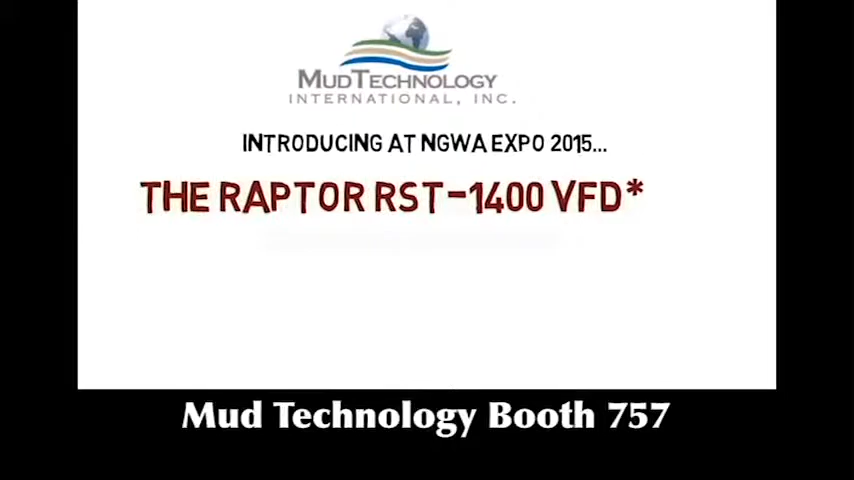 MUDTECHNOLOGY
INTERNATIONAL, INC.
INTRODUCING AT NGWA EXPO 2015...
THE RAPTOR RST-1400 VFD*
Mud Technology Booth 757